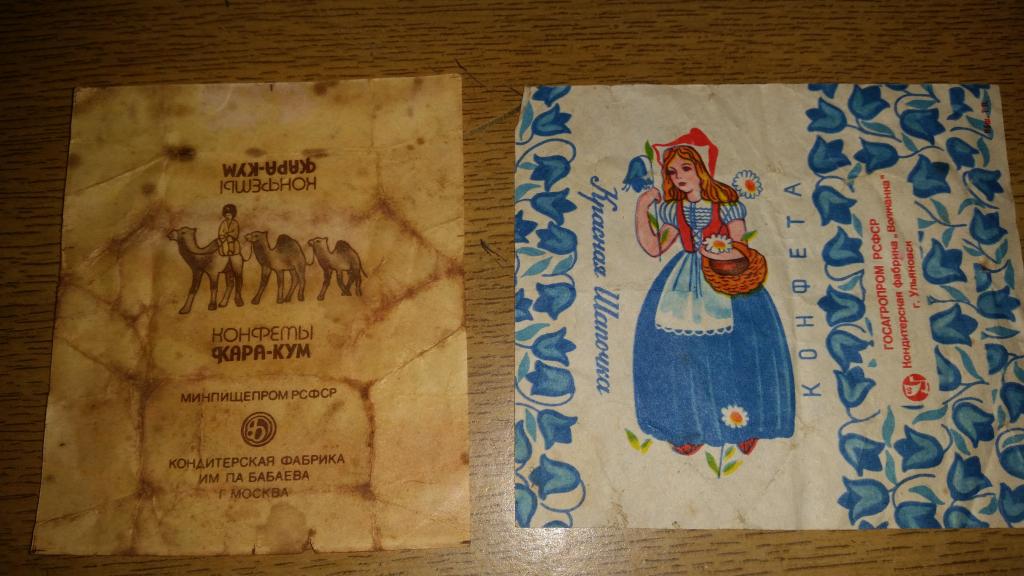 КОНФЕТЫ
КАРА-КУМ
КОНФЕТЫ
КАРА-КУМ
МИНПИЩЕПРОМ РСФСР
КОНДИТЕРСКАЯ ФАБРИКА
ИМ ПА БАБАЕВА
Г МОСКВА
Красная Шапочка
КОНФЕТА
ГОСАГРОПРОМ РСФСР
Кондитерская фабрика „Волжанка"
г. Ульяновск